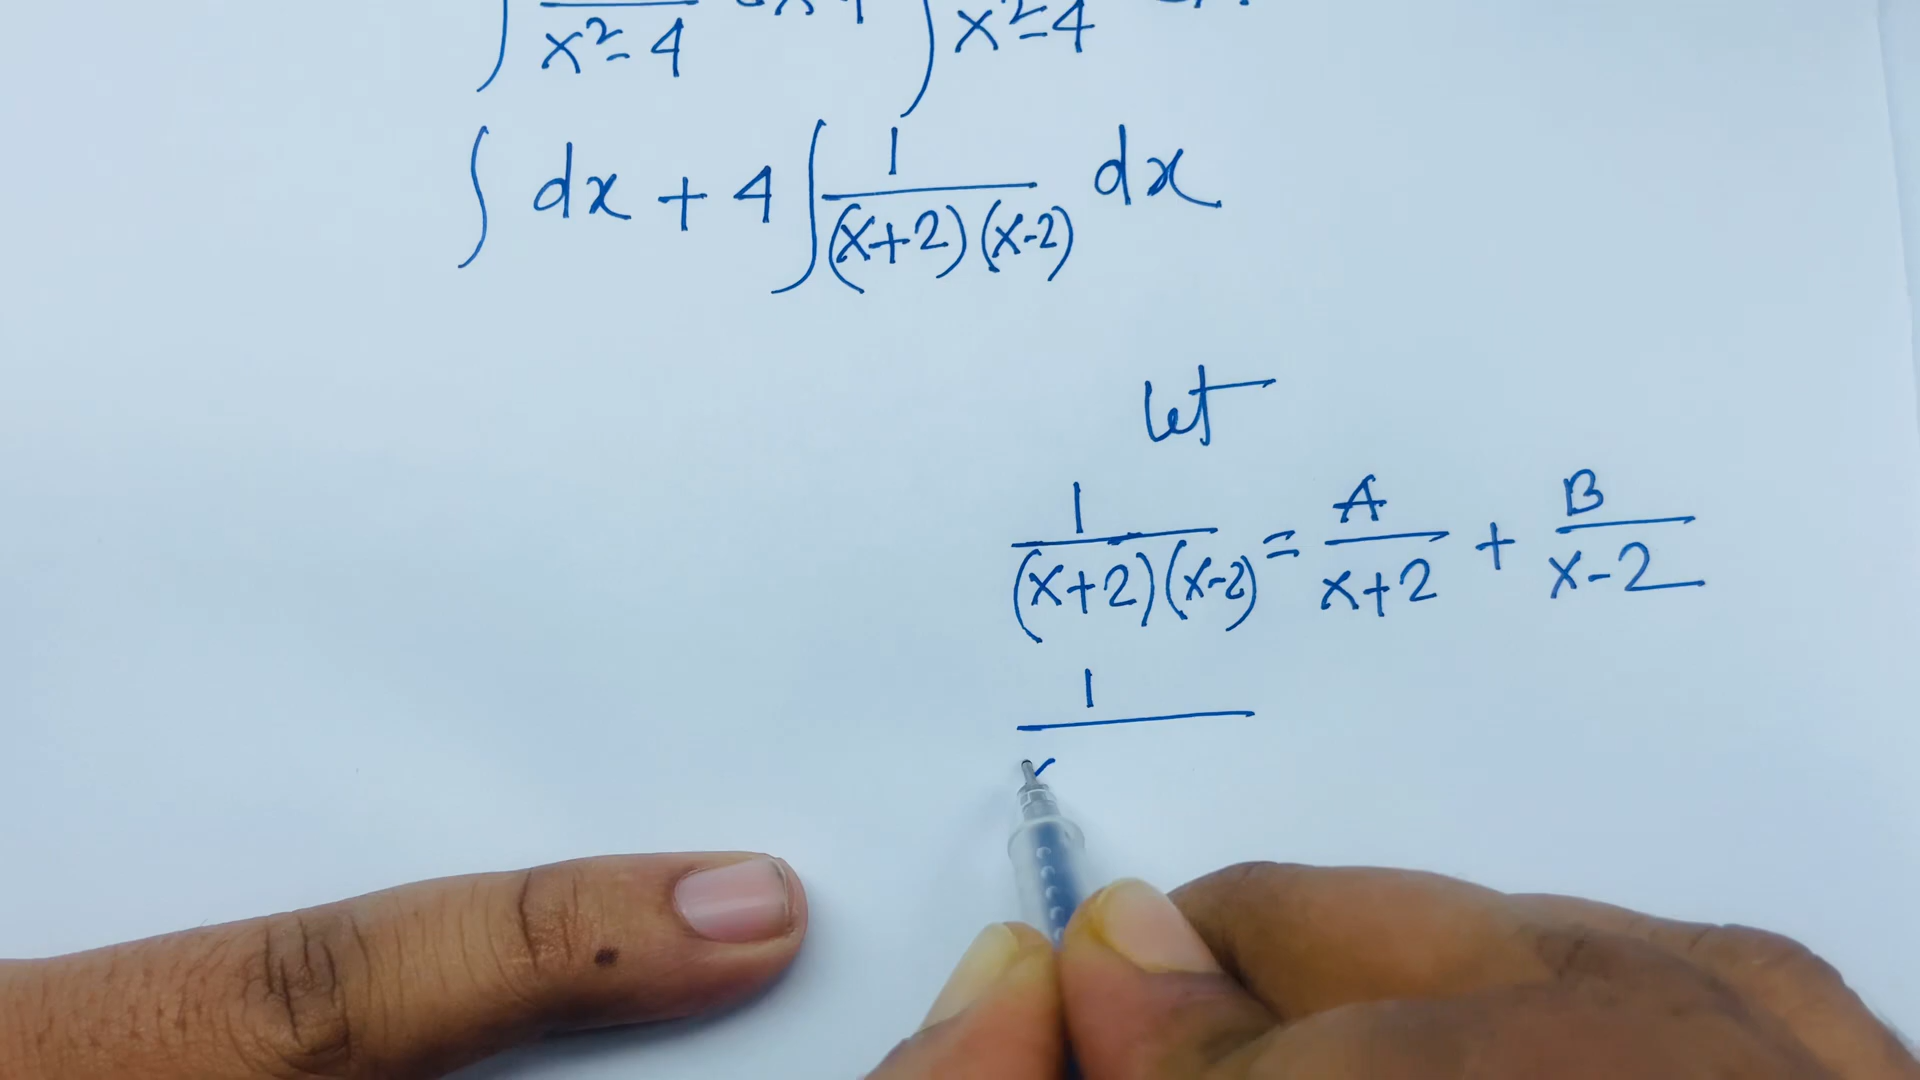 ∫ ‾‾‾ / x²-4 ∫ x²-4
∫ dx + 4 ∫ 1/(x+2)(x-2) dx
let
1/(x+2)(x-2) = A/x+2 + B/x-2
1